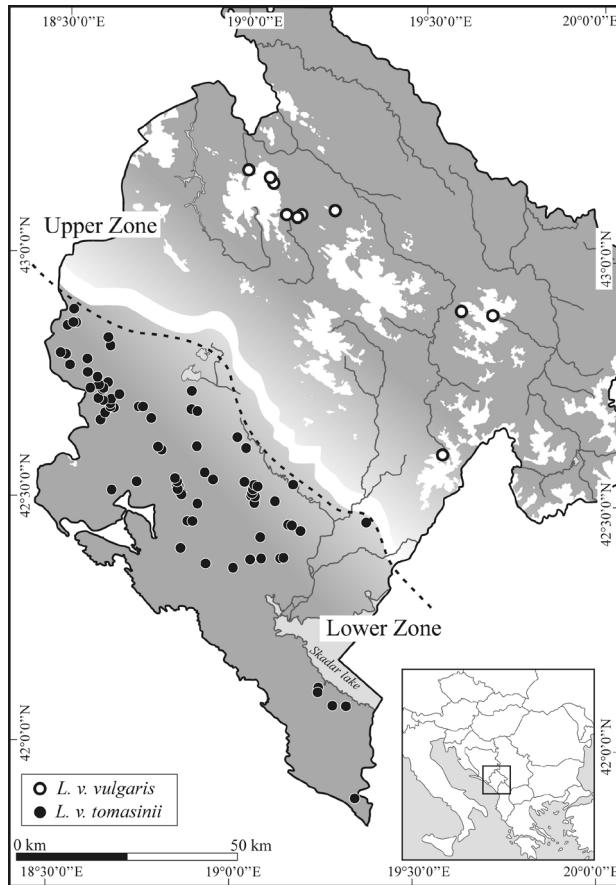 18°30'0"E
19°0'0"E
19°30'0"E
20°0'0"E
43°0'0"N
43°0'0"N
Upper Zone
42°30'0"N
42°30'0"N
Lower Zone
Skadar lake
42°0'0"N
42°0'0"N
L. v. vulgaris
L. v. tomasinii
0 km
50 km
18°30'0"E
19°0'0"E
19°30'0"E
20°0'0"E